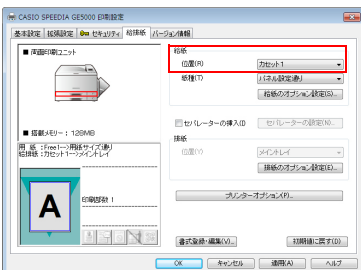 CASIO SPEEDIA GE5000 印刷設定
基本設定 拡張設定 セキュリティ 給排紙 バージョン情報
■ 両面印刷ユニット
■ 搭載メモリー : 128MB
用 紙 :Free1-->用紙サイズ(通り)
給排紙 :カセット1-->メイントレイ
A
印刷部数 1
給紙
位置(R) カセット1
紙種(T) パネル設定通り
給紙のオプション設定(S)...
セパレーターの挿入(I) セパレーターの設定(N)...
排紙
位置(Y) メイントレイ
排紙のオプション設定(E)...
プリンターオプション(P)...
書式登録・編集(V)... 初期値に戻す(D)
OK キャンセル 適用(A) ヘルプ